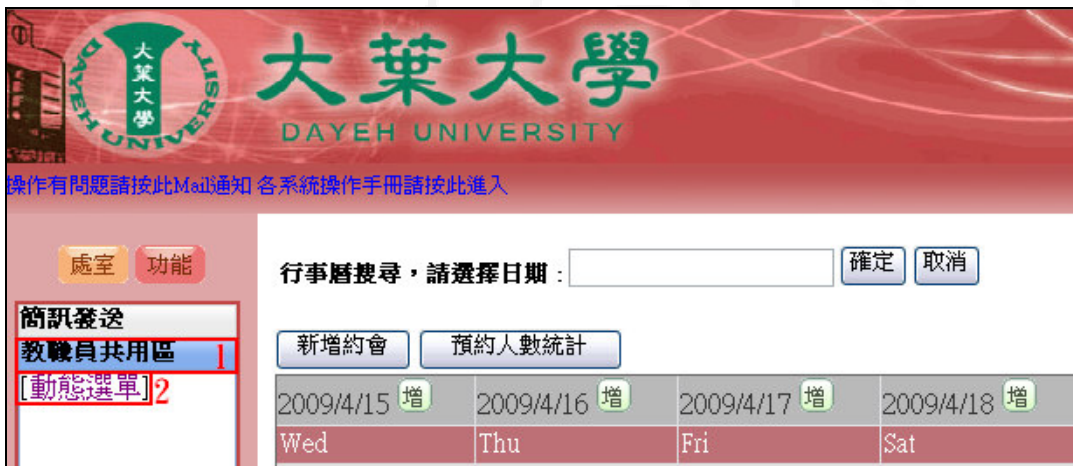 大葉大學
DAYEH UNIVERSITY
大葉大學
DAYEH UNIVERSITY
操作有問題請按此Mail通知 各系統操作手冊請按此進入
處室 功能
行事曆搜尋，請選擇日期 : 確定 取消
簡訊發送
教職員共用區 1
[動態選單] 2
新增約會 預約人數統計
2009/4/15 增 2009/4/16 增 2009/4/17 增 2009/4/18 增
Wed Thu Fri Sat